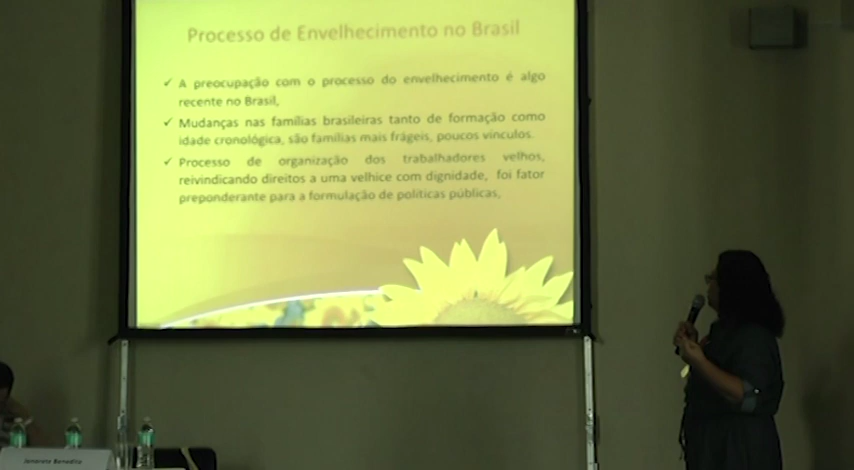 Processo de Envelhecimento no Brasil
✓ A preocupação com o processo do envelhecimento é algo
recente no Brasil,
✓ Mudanças nas famílias brasileiras tanto de formação como
idade cronológica, são famílias mais frágeis, poucos vínculos.
✓ Processo de organização dos trabalhadores velhos,
reivindicando direitos a uma velhice com dignidade, foi fator
preponderante para a formulação de políticas públicas,
Benedito